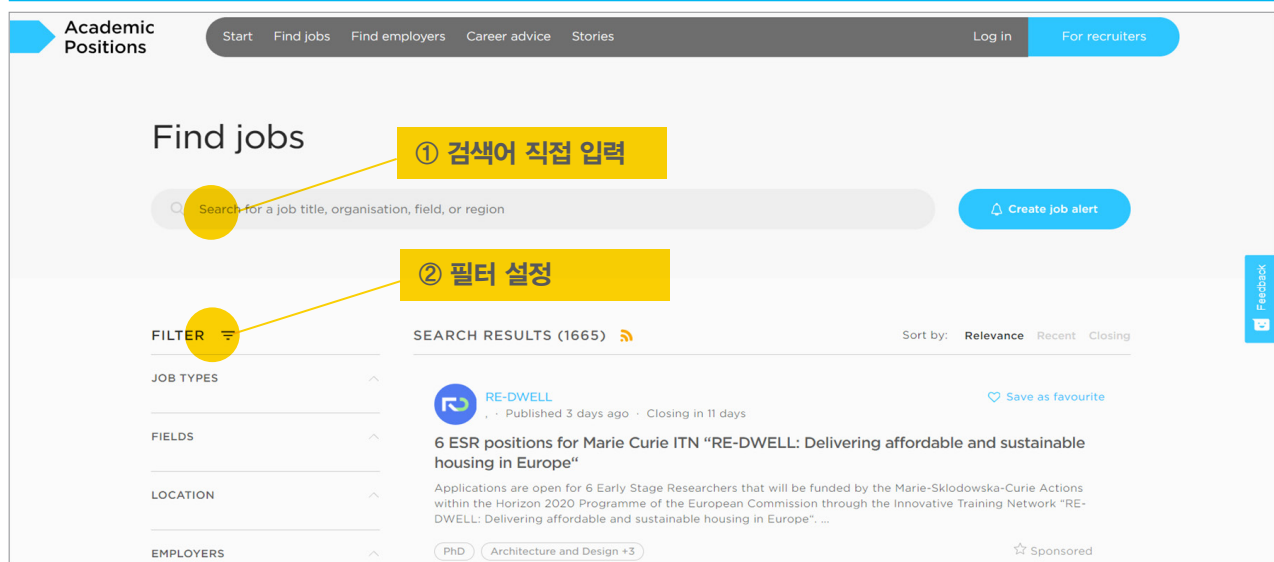 Academic
Positions
Start Find jobs Find employers Career advice Stories Log in For recruiters
Find jobs
① 검색어 직접 입력
Search for a job title, organisation, field, or region
Create job alert
② 필터 설정
Feedback
FILTER
SEARCH RESULTS (1665)
Sort by: Relevance Recent Closing
JOB TYPES
FIELDS
LOCATION
EMPLOYERS
RE-DWELL
, · Published 3 days ago · Closing in 11 days
Save as favourite
6 ESR positions for Marie Curie ITN “RE-DWELL: Delivering affordable and sustainable
housing in Europe“
Applications are open for 6 Early Stage Researchers that will be funded by the Marie-Sklodowska-Curie Actions
within the Horizon 2020 Programme of the European Commission through the Innovative Training Network “RE-
DWELL: Delivering affordable and sustainable housing in Europe“. ...
PhD Architecture and Design +3
Sponsored